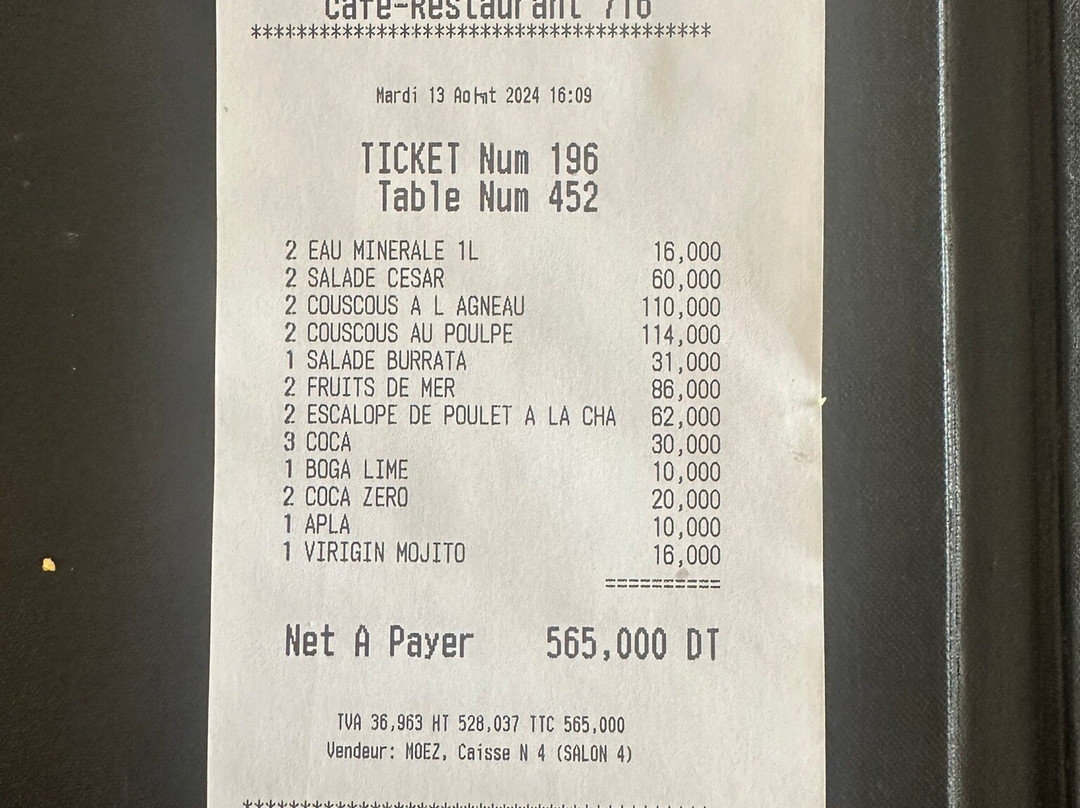 Café-Restaurant 716
****************************************
Mardi 13 Ao t 2024 16:09
TICKET Num 196
Table Num 452
2 EAU MINERALE 1L 16,000
2 SALADE CESAR 60,000
2 COUSCOUS A L AGNEAU 110,000
2 COUSCOUS AU POULPE 114,000
1 SALADE BURRATA 31,000
2 FRUITS DE MER 86,000
2 ESCALOPE DE POULET A LA CHA 62,000
3 COCA 30,000
1 BOGA LIME 10,000
2 COCA ZERO 20,000
1 APLA 10,000
1 VIRIGIN MOJITO 16,000
==========
Net A Payer 565,000 DT
TVA 36,963 HT 528,037 TTC 565,000
Vendeur: MOEZ, Caisse N 4 (SALON 4)
****************************************